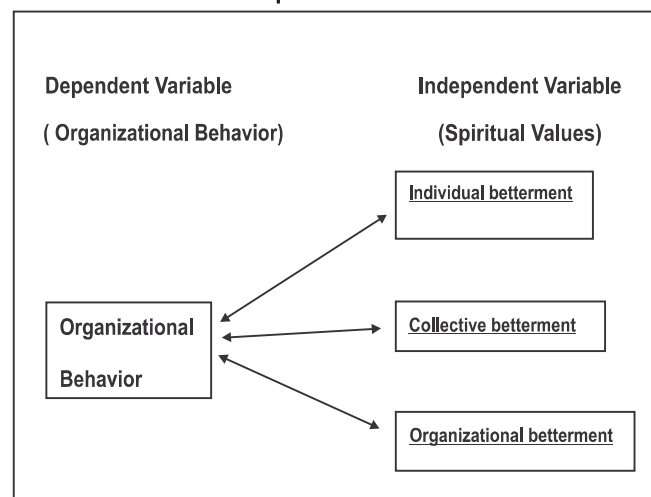 Dependent Variable
( Organizational Behavior)
Independent Variable
(Spiritual Values)
Individual betterment
Organizational
Behavior
Collective betterment
Organizational betterment